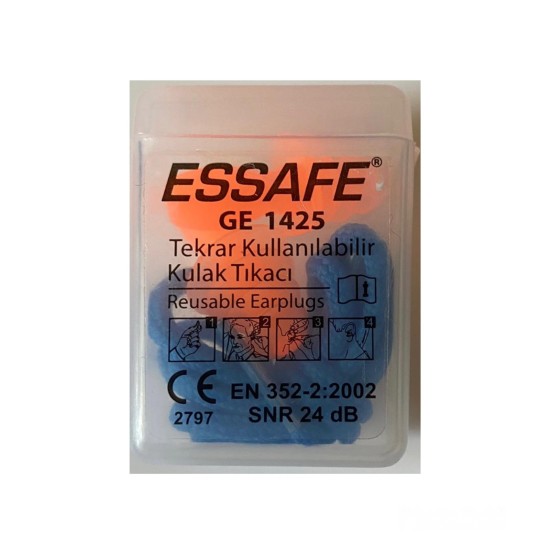 ESSAFE®
GE 1425
Tekrar Kullanılabilir
Kulak Tıkacı
Reusable Earplugs
1 2 3 4
CE EN 352-2:2002
2797 SNR 24 dB